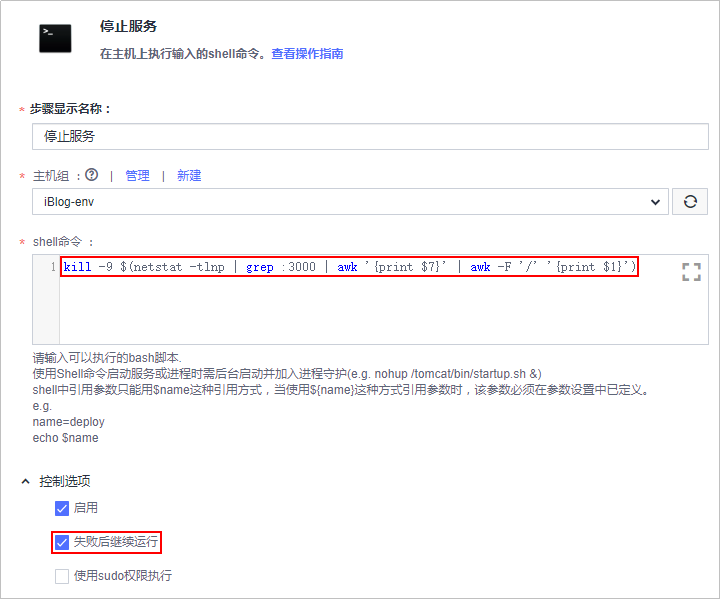 >_
停止服务
在主机上执行输入的shell命令。查看操作指南
* 步骤显示名称：
停止服务
* 主机组 ：? | 管理 | 新建
iBlog-env
* shell命令 ：
1 kill -9 $(netstat -tlnp | grep :3000 | awk '{print $7}' | awk -F '/' '{print $1}')
请输入可以执行的bash脚本.
使用Shell命令启动服务或进程时需后台启动并加入进程守护(e.g. nohup /tomcat/bin/startup.sh &)
shell中引用参数只能用$name这种引用方式，当使用${name}这种方式引用参数时，该参数必须在参数设置中已定义。
e.g.
name=deploy
echo $name
控制选项
启用
失败后继续运行
使用sudo权限执行